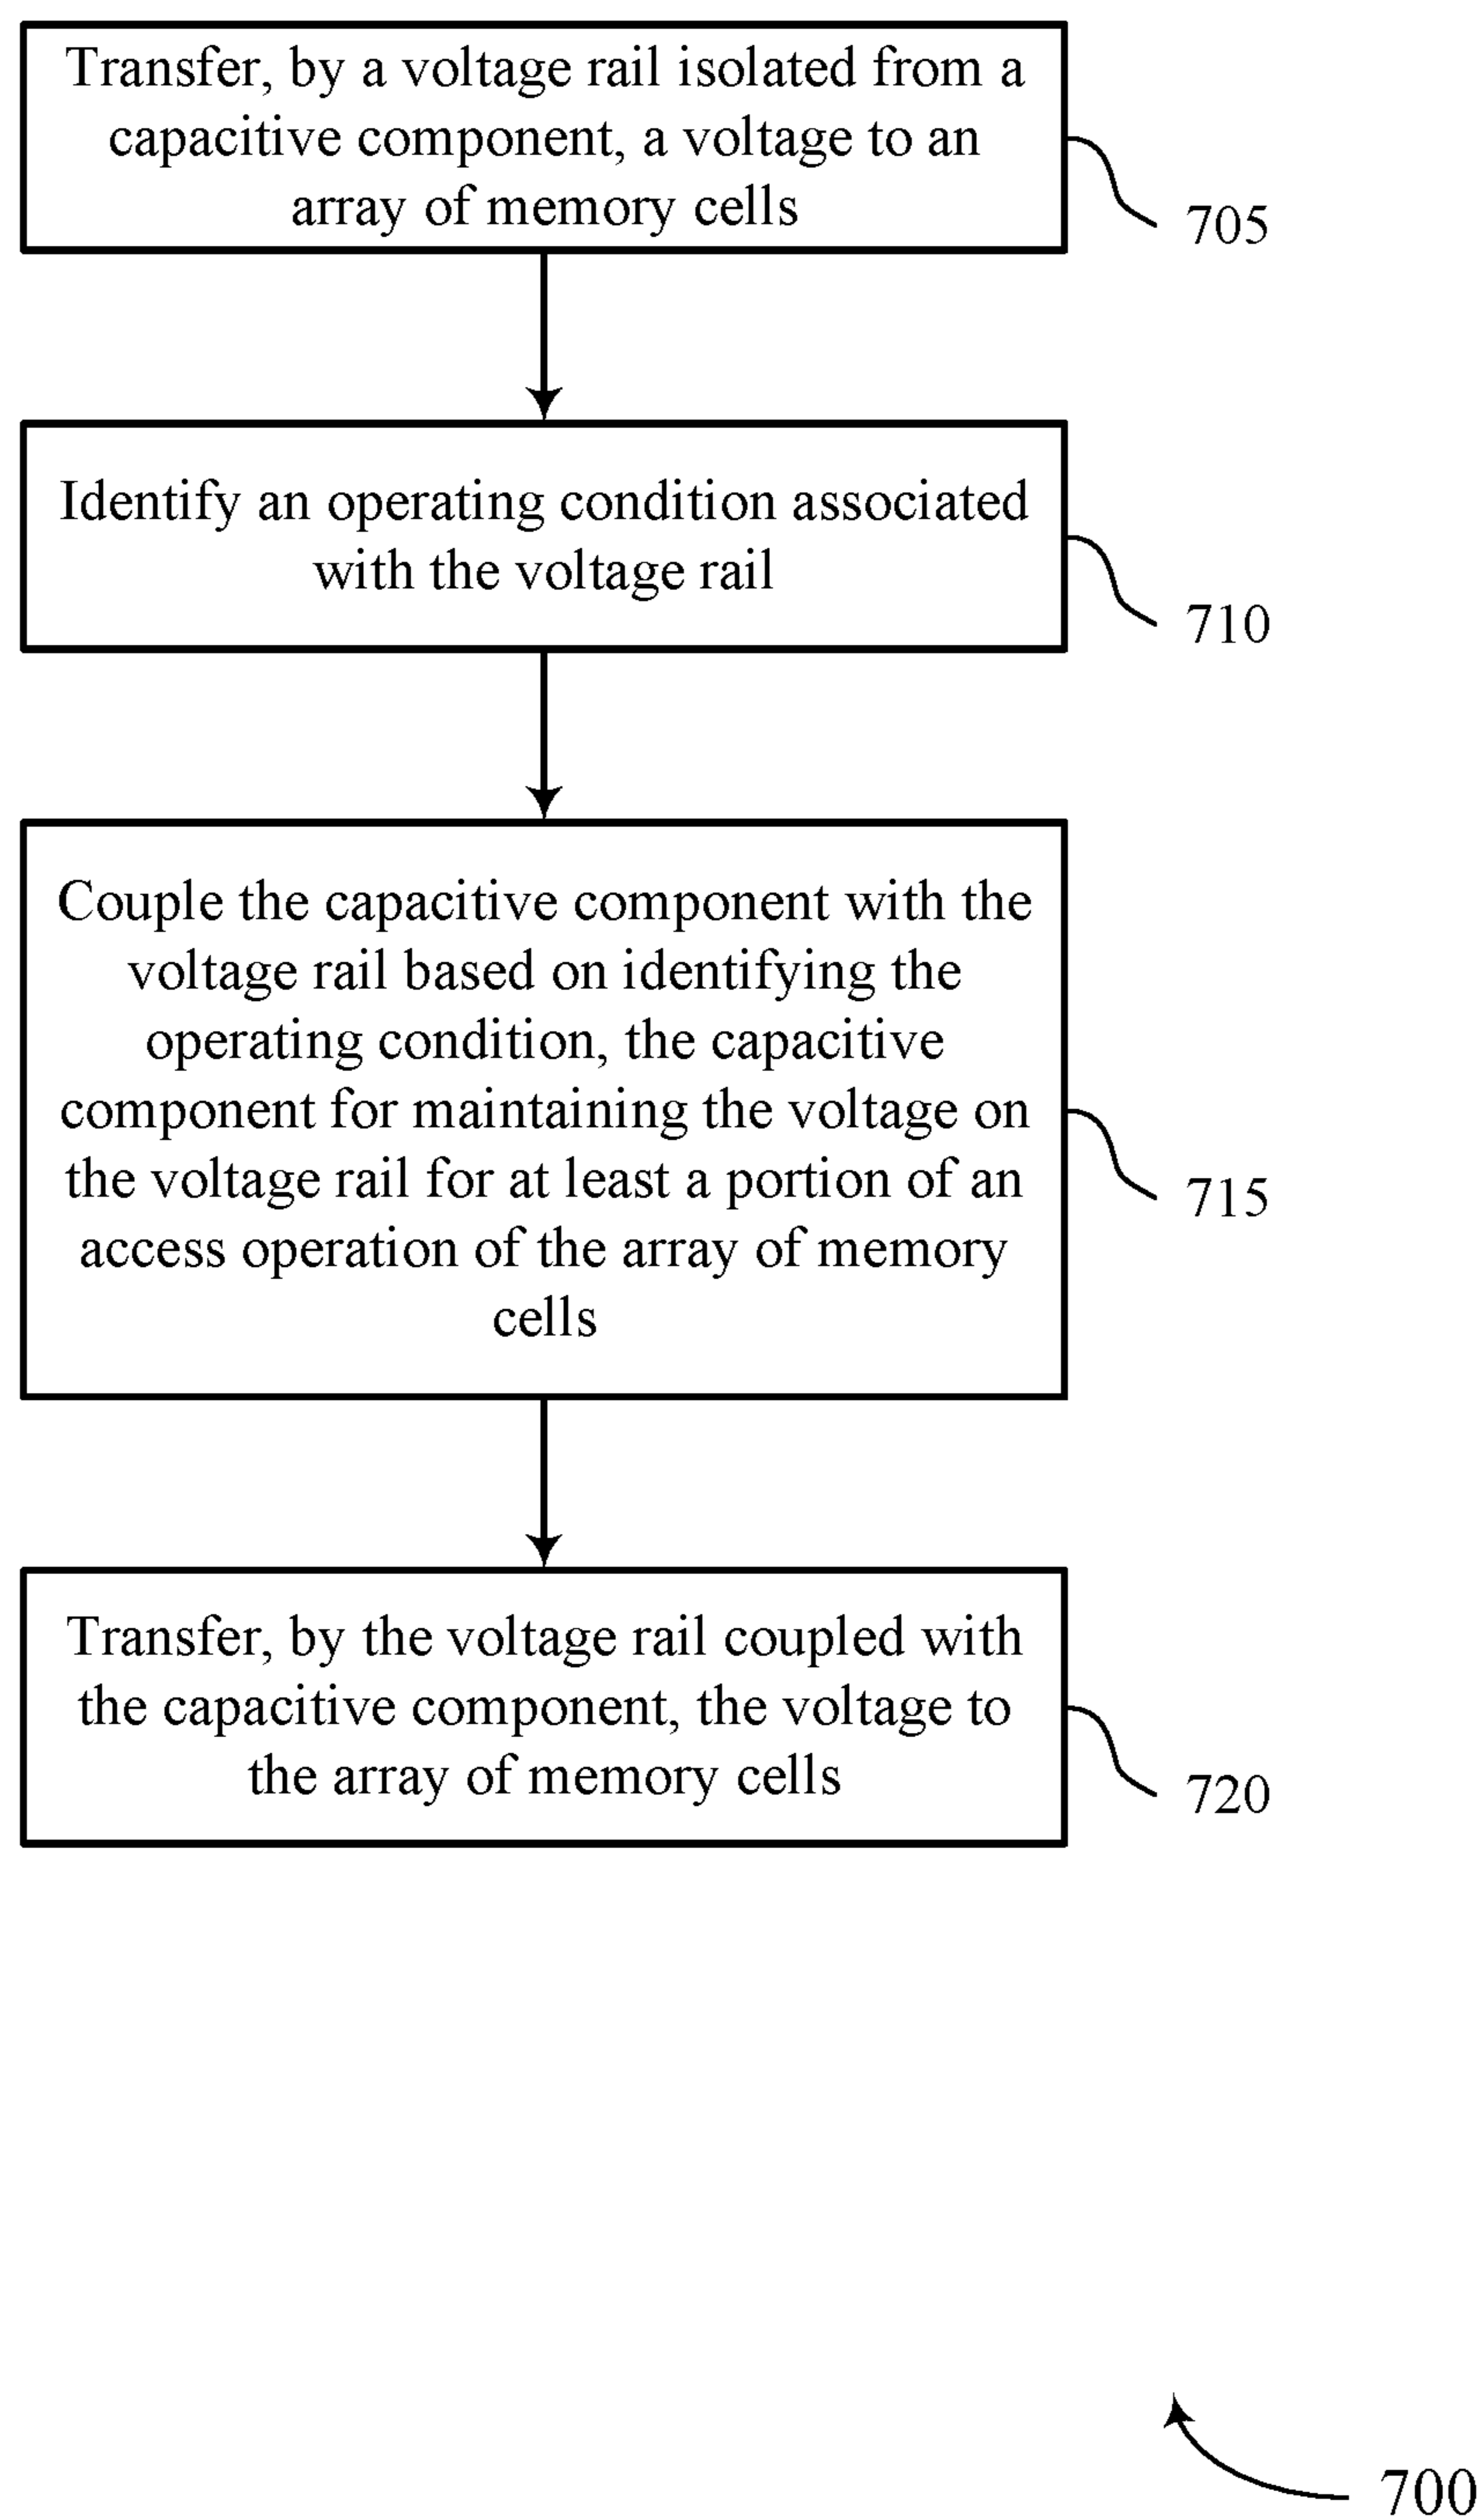 Transfer, by a voltage rail isolated from a
capacitive component, a voltage to an
array of memory cells
705
Identify an operating condition associated
with the voltage rail
710
Couple the capacitive component with the
voltage rail based on identifying the
operating condition, the capacitive
component for maintaining the voltage on
the voltage rail for at least a portion of an
access operation of the array of memory
cells
715
Transfer, by the voltage rail coupled with
the capacitive component, the voltage to
the array of memory cells
720
700